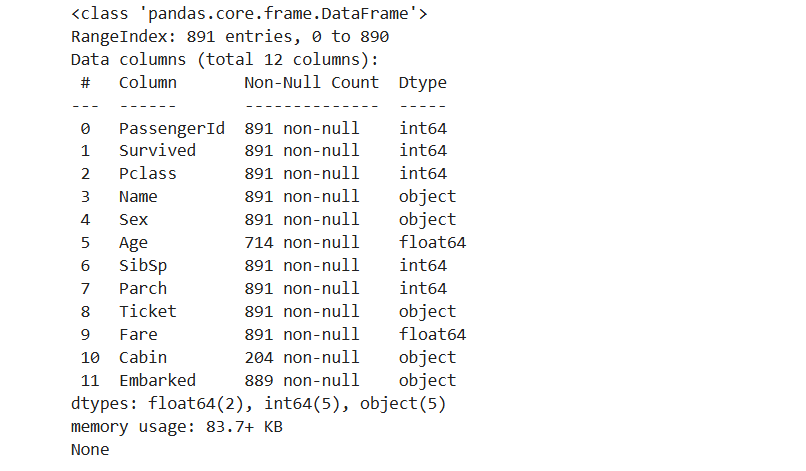 <class 'pandas.core.frame.DataFrame'>
RangeIndex: 891 entries, 0 to 890
Data columns (total 12 columns):
 #   Column       Non-Null Count  Dtype
---  ------       --------------  -----
 0   PassengerId  891 non-null    int64
 1   Survived     891 non-null    int64
 2   Pclass       891 non-null    int64
 3   Name         891 non-null    object
 4   Sex          891 non-null    object
 5   Age          714 non-null    float64
 6   SibSp        891 non-null    int64
 7   Parch        891 non-null    int64
 8   Ticket       891 non-null    object
 9   Fare         891 non-null    float64
 10  Cabin        204 non-null    object
 11  Embarked     889 non-null    object
dtypes: float64(2), int64(5), object(5)
memory usage: 83.7+ KB
None